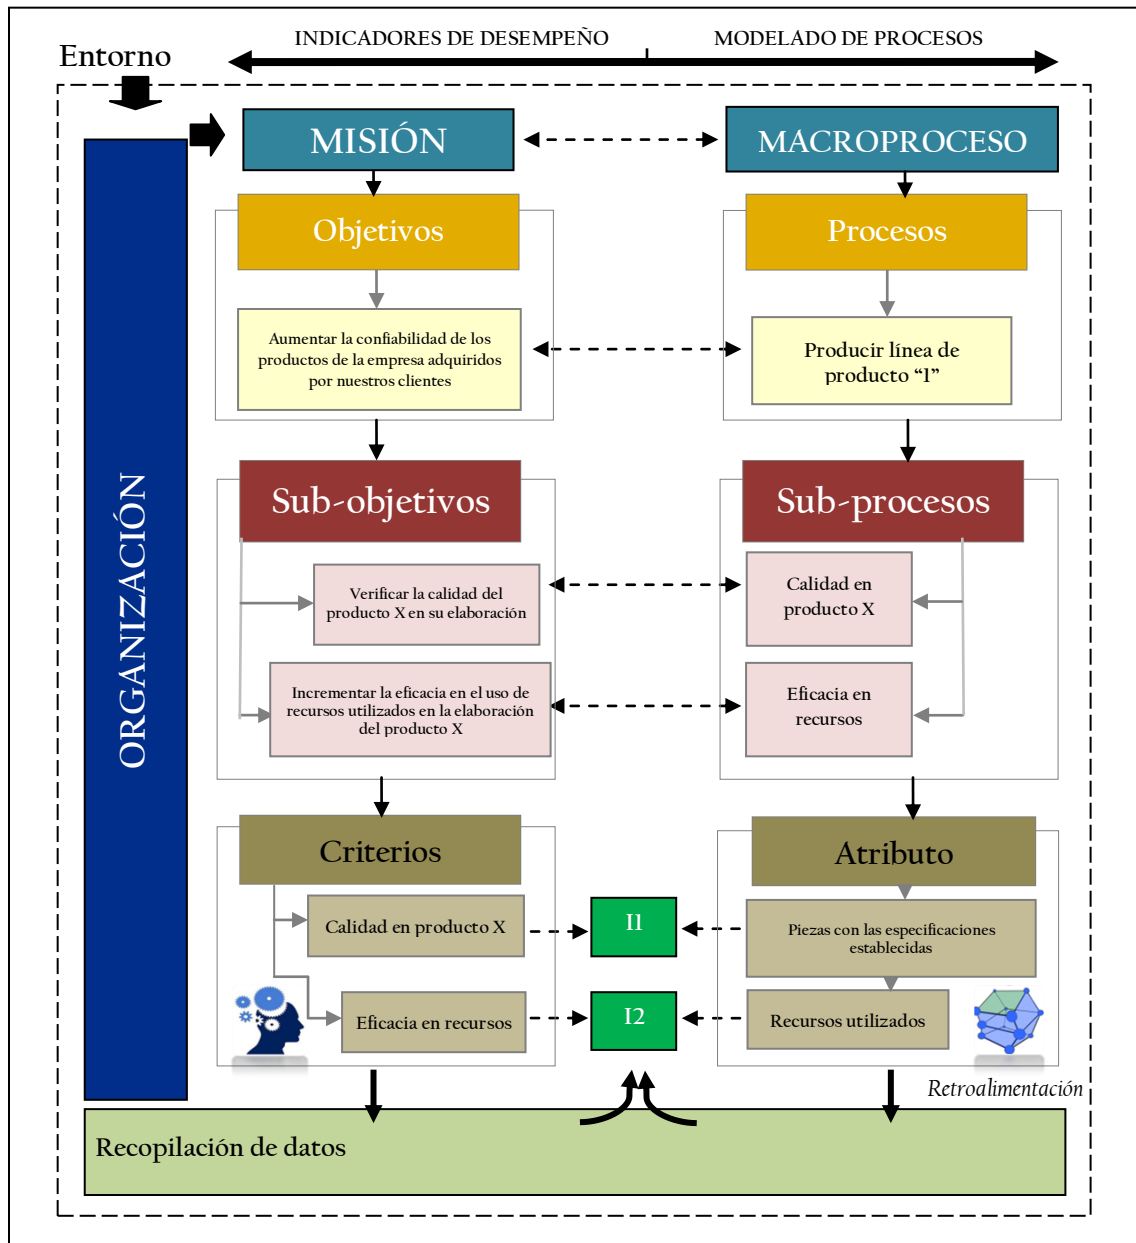 INDICADORES DE DESEMPEÑO
MODELADO DE PROCESOS
Entorno
ORGANIZACIÓN
MISIÓN
MACROPROCESO
Objetivos
Procesos
Aumentar la confiabilidad de los
productos de la empresa adquiridos
por nuestros clientes
Producir línea de
producto “1”
Sub-objetivos
Sub-procesos
Verificar la calidad del
producto X en su elaboración
Calidad en
producto X
Incrementar la eficacia en el uso de
recursos utilizados en la elaboración
del producto X
Eficacia en
recursos
Criterios
Atributo
Calidad en producto X
I1
Piezas con las especificaciones
establecidas
Eficacia en recursos
I2
Recursos utilizados
Retroalimentación
Recopilación de datos